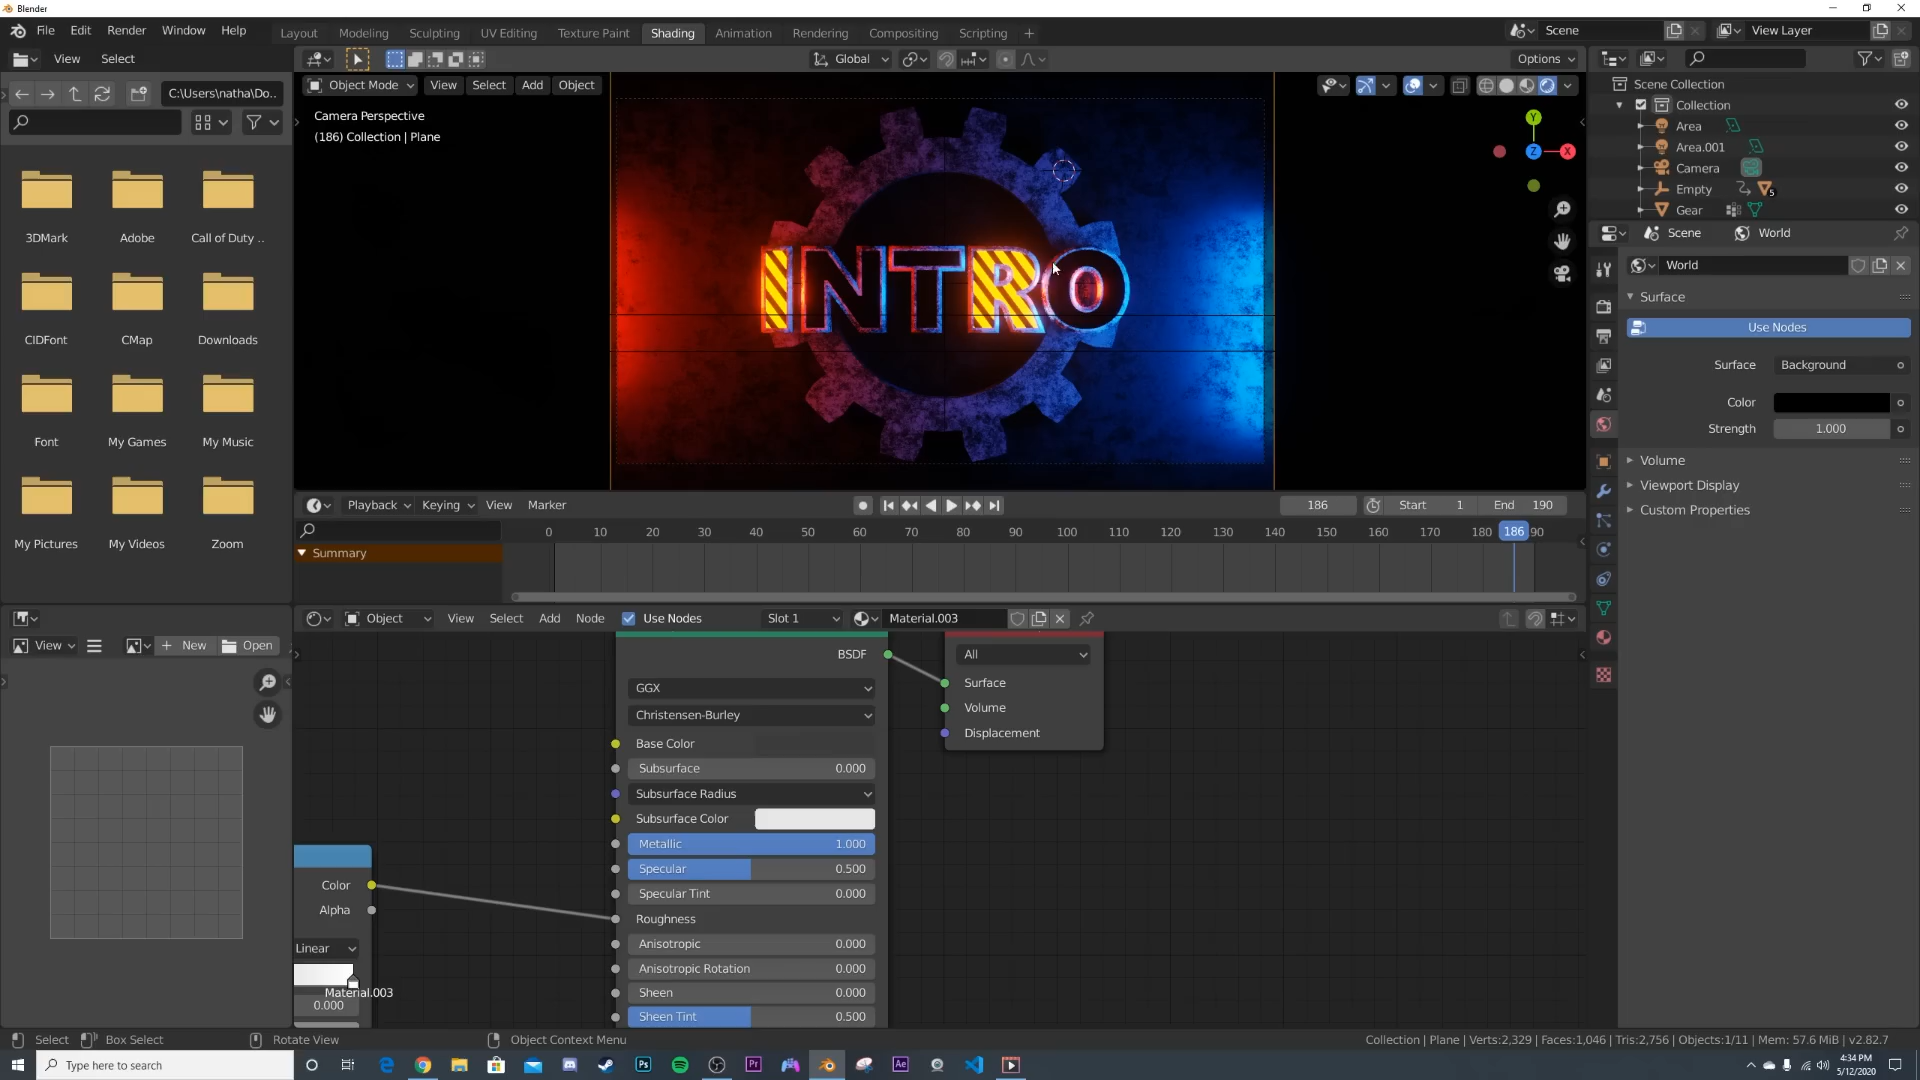 Blender
File Edit Render Window Help
Layout Modeling Sculpting UV Editing Texture Paint Shading Animation Rendering Compositing Scripting +
Scene
View Layer
View Select
Global
Options
C:\Users\natha\Do..
Object Mode View Select Add Object
Camera Perspective
(186) Collection | Plane
INTRO
Y
Z
X
3DMark
Adobe
Call of Duty ..
CIDFont
CMap
Downloads
Font
My Games
My Music
My Pictures
My Videos
Zoom
Scene Collection
Collection
Area
Area.001
Camera
Empty
5
Gear
Scene World
World
Surface
Use Nodes
Surface Background
Color
Strength 1.000
Volume
Viewport Display
Custom Properties
Playback Keying View Marker
186 Start 1 End 190
0 10 20 30 40 50 60 70 80 90 100 110 120 130 140 150 160 170 180 186 90
Summary
Object View Select Add Node Use Nodes Slot 1 Material.003
View + New Open
BSDF
GGX
Christensen-Burley
Base Color
Subsurface 0.000
Subsurface Radius
Subsurface Color
Metallic 1.000
Specular 0.500
Specular Tint 0.000
Roughness
Anisotropic 0.000
Anisotropic Rotation 0.000
Sheen 0.000
Sheen Tint 0.500
All
Surface
Volume
Displacement
Color
Alpha
Linear
Material.003
0.000
Select Box Select Rotate View Object Context Menu
Collection | Plane | Verts:2,329 | Faces:1,046 | Tris:2,756 | Objects:1/11 | Mem: 57.6 MiB | v2.82.7
Type here to search
Ps
Pr
Ae
4:34 PM
5/12/2020